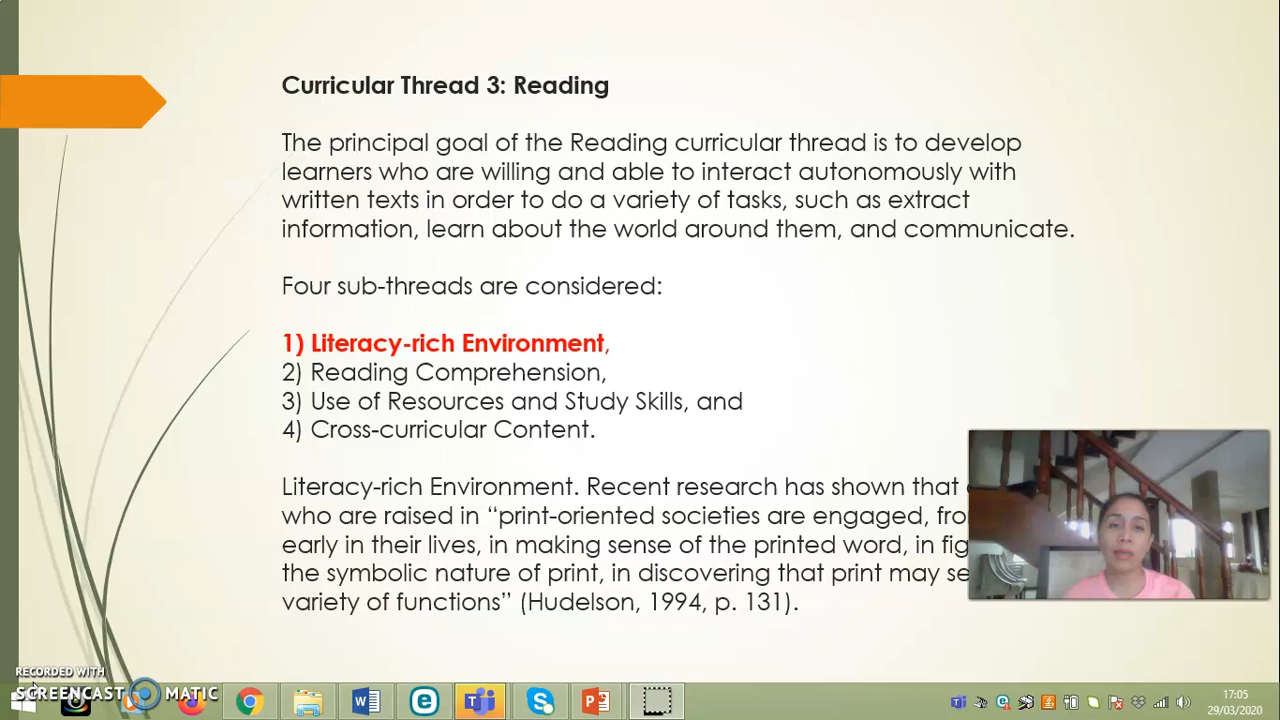 Curricular Thread 3: Reading
The principal goal of the Reading curricular thread is to develop
learners who are willing and able to interact autonomously with
written texts in order to do a variety of tasks, such as extract
information, learn about the world around them, and communicate.
Four sub-threads are considered:
1) Literacy-rich Environment,
2) Reading Comprehension,
3) Use of Resources and Study Skills, and
4) Cross-curricular Content.
Literacy-rich Environment. Recent research has shown that
who are raised in “print-oriented societies are engaged,
early in their lives, in making sense of the printed word, in
the symbolic nature of print, in discovering that print may
variety of functions” (Hudelson, 1994, p. 131).
RECORDED WITH
SCREENCAST MATIC
17:05
29/03/2020